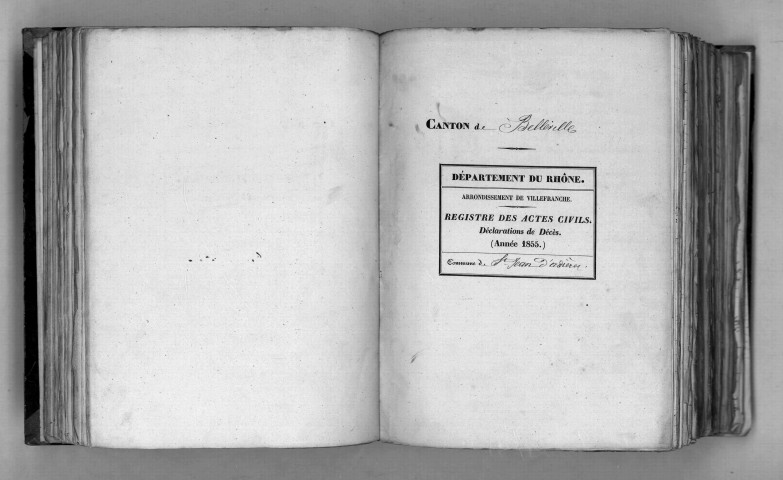 CANTON de Belleville
DÉPARTEMENT DU RHÔNE.
ARRONDISSEMENT DE VILLEFRANCHE.
REGISTRE DES ACTES CIVILS.
Déclarations de Décès.
(Année 1855.)
Commune de St Jean D'ardières.